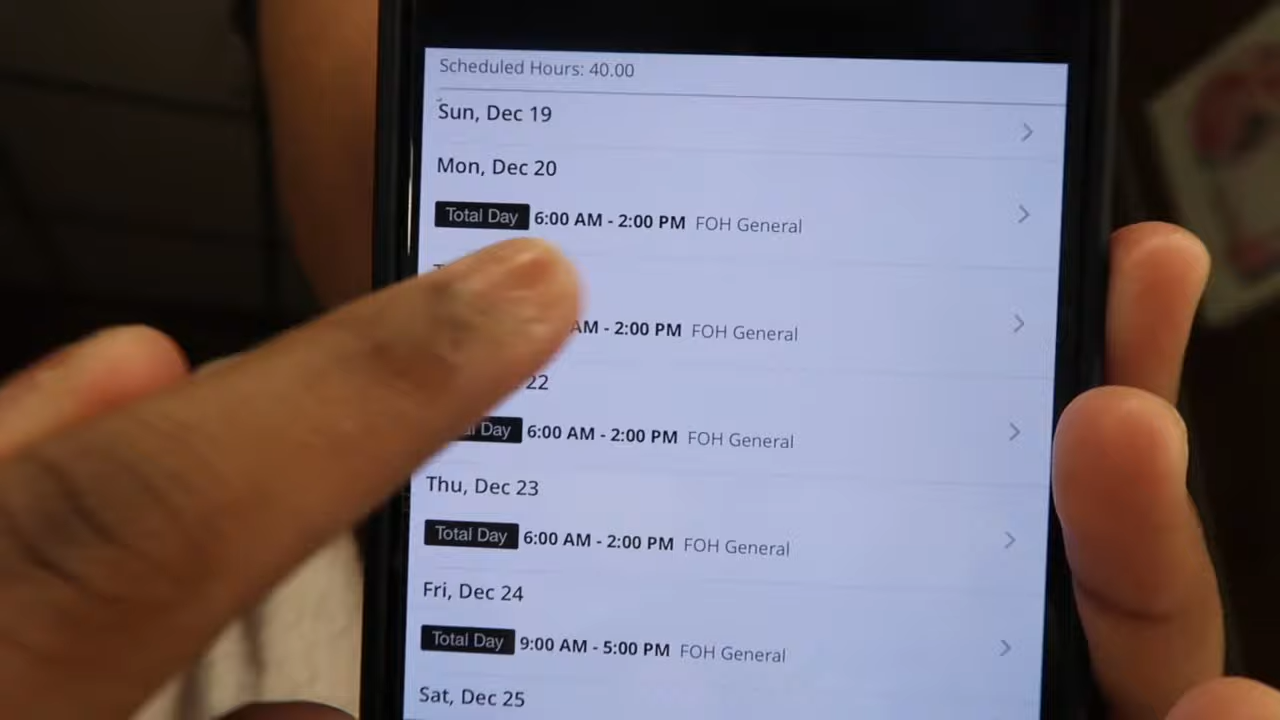 Scheduled Hours: 40.00
Sun, Dec 19
Mon, Dec 20
Total Day 6:00 AM - 2:00 PM FOH General
AM - 2:00 PM FOH General
22
Day 6:00 AM - 2:00 PM FOH General
Thu, Dec 23
Total Day 6:00 AM - 2:00 PM FOH General
Fri, Dec 24
Total Day 9:00 AM - 5:00 PM FOH General
Sat, Dec 25